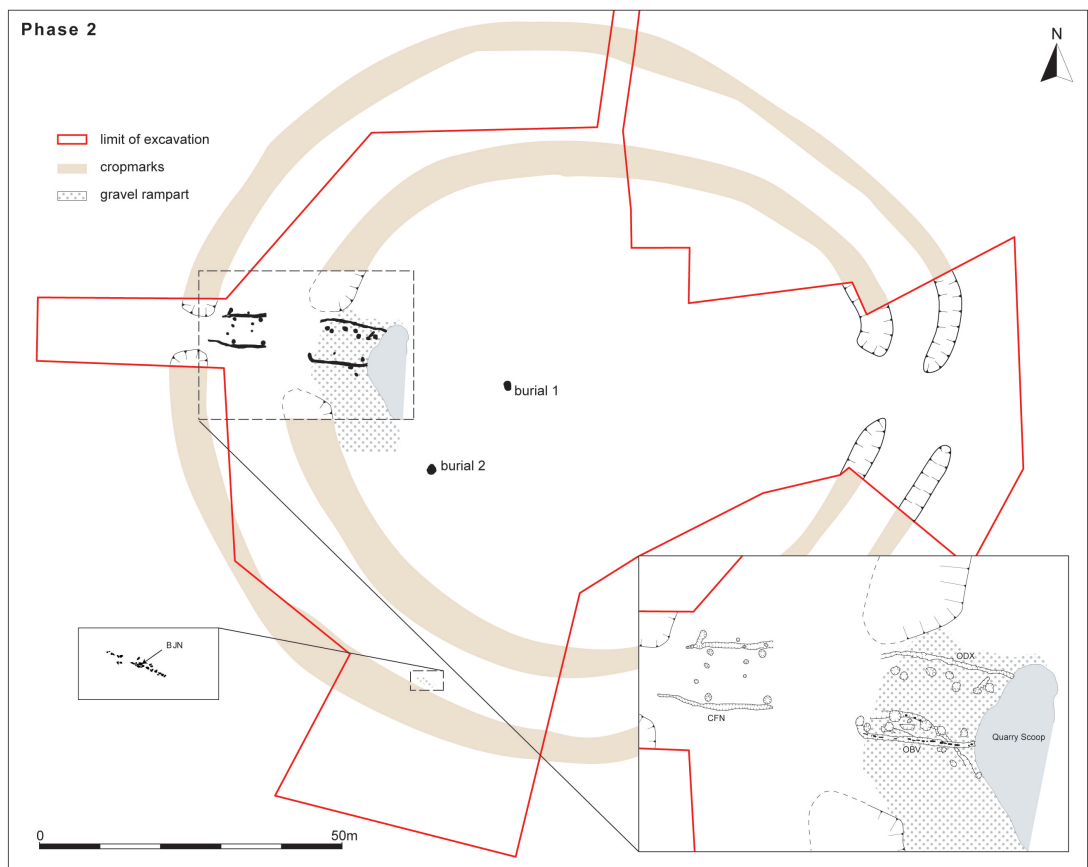 Phase 2
N
limit of excavation
cropmarks
gravel rampart
burial 1
burial 2
BJN
ODX
CFN
OBV
Quarry Scoop
0
50m